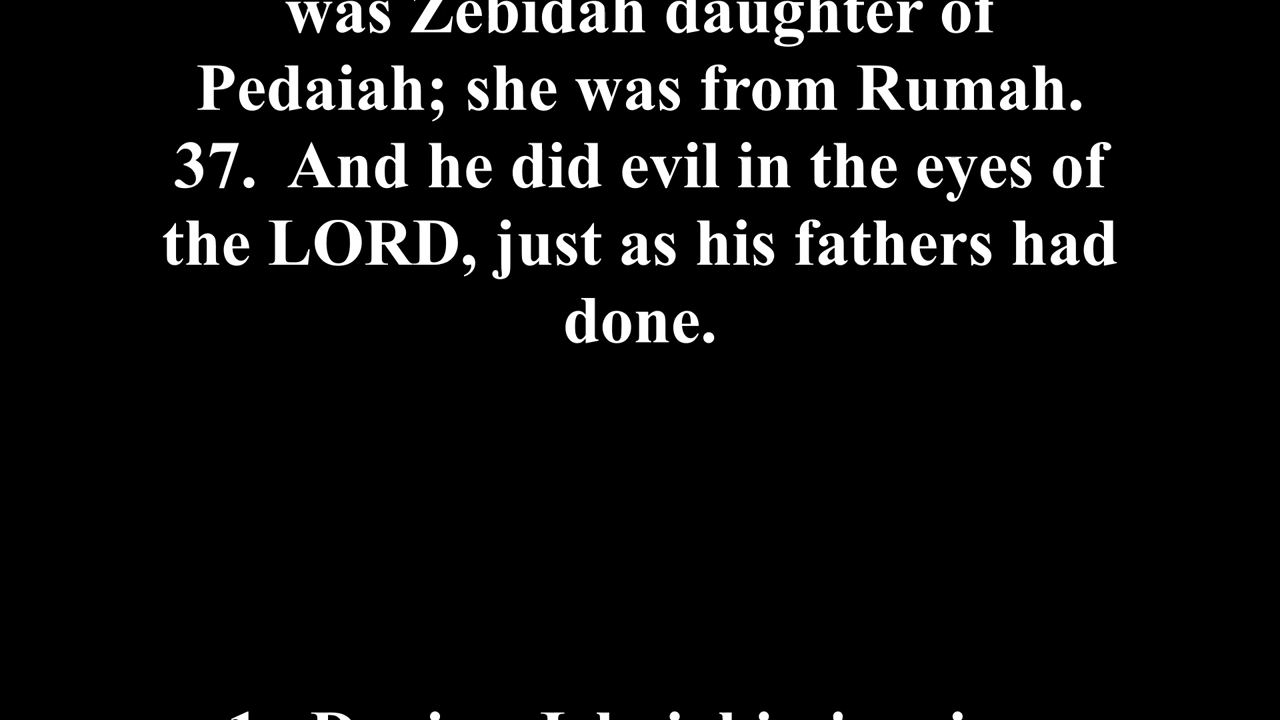 was Zebidah daughter of
Pedaiah; she was from Rumah.
37.  And he did evil in the eyes of
the LORD, just as his fathers had
done.